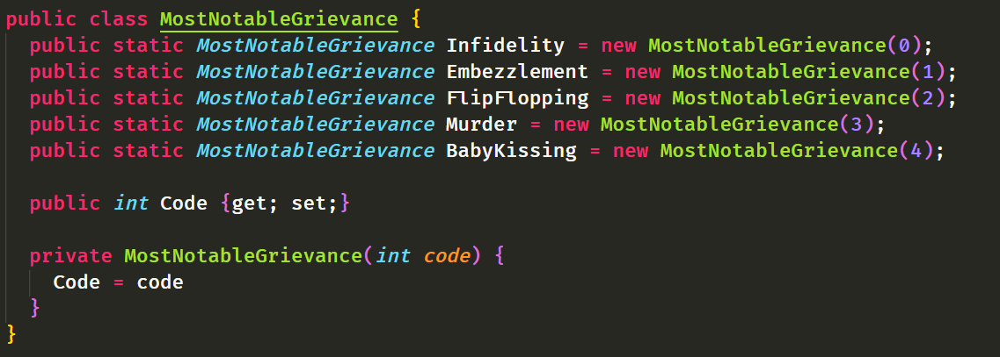 public class MostNotableGrievance {
public static MostNotableGrievance Infidelity = new MostNotableGrievance(0);
public static MostNotableGrievance Embezzlement = new MostNotableGrievance(1);
public static MostNotableGrievance FlipFlopping = new MostNotableGrievance(2);
public static MostNotableGrievance Murder = new MostNotableGrievance(3);
public static MostNotableGrievance BabyKissing = new MostNotableGrievance(4);
public int Code {get; set;}
private MostNotableGrievance(int code) {
Code = code
}
}